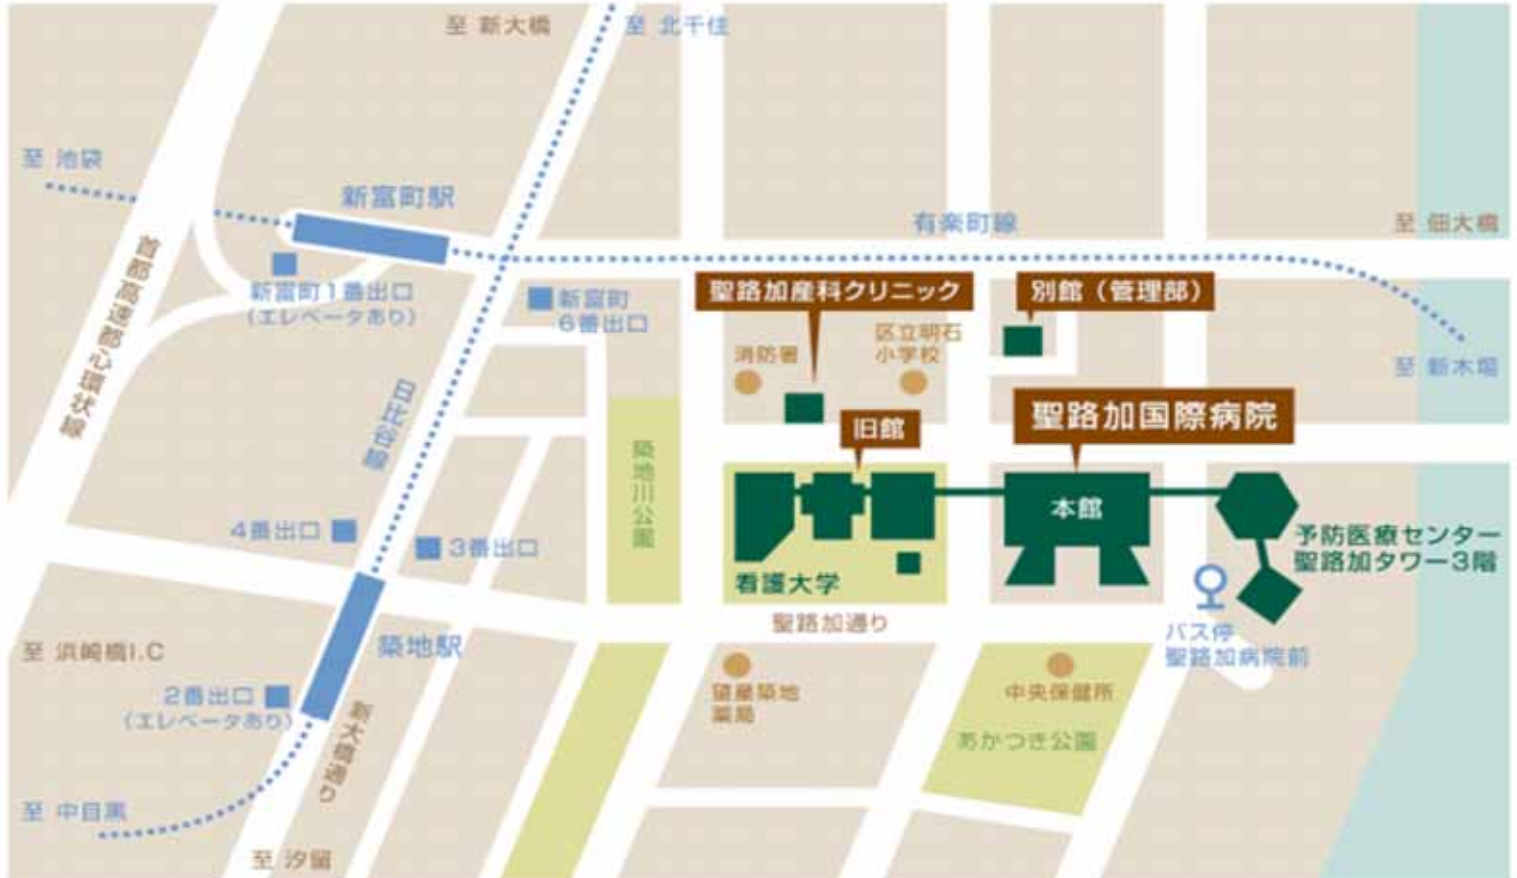 至 新大橋
至 北千住
至 池袋
新富町駅
有楽町線
至 佃大橋
首都高速都心環状線
新富町1番出口
(エレベータあり)
新富町
6番出口
聖路加産科クリニック
別館（管理部）
消防署
区立明石
小学校
至 新木場
日比谷線
旧館
聖路加国際病院
築地川公園
本館
4番出口
3番出口
予防医療センター
聖路加タワー3階
看護大学
聖路加通り
バス停
聖路加病院前
至 浜崎橋I.C
築地駅
2番出口
(エレベータあり)
新大橋通り
望星築地
薬局
中央保健所
あかつき公園
至 中目黒
至 汐留